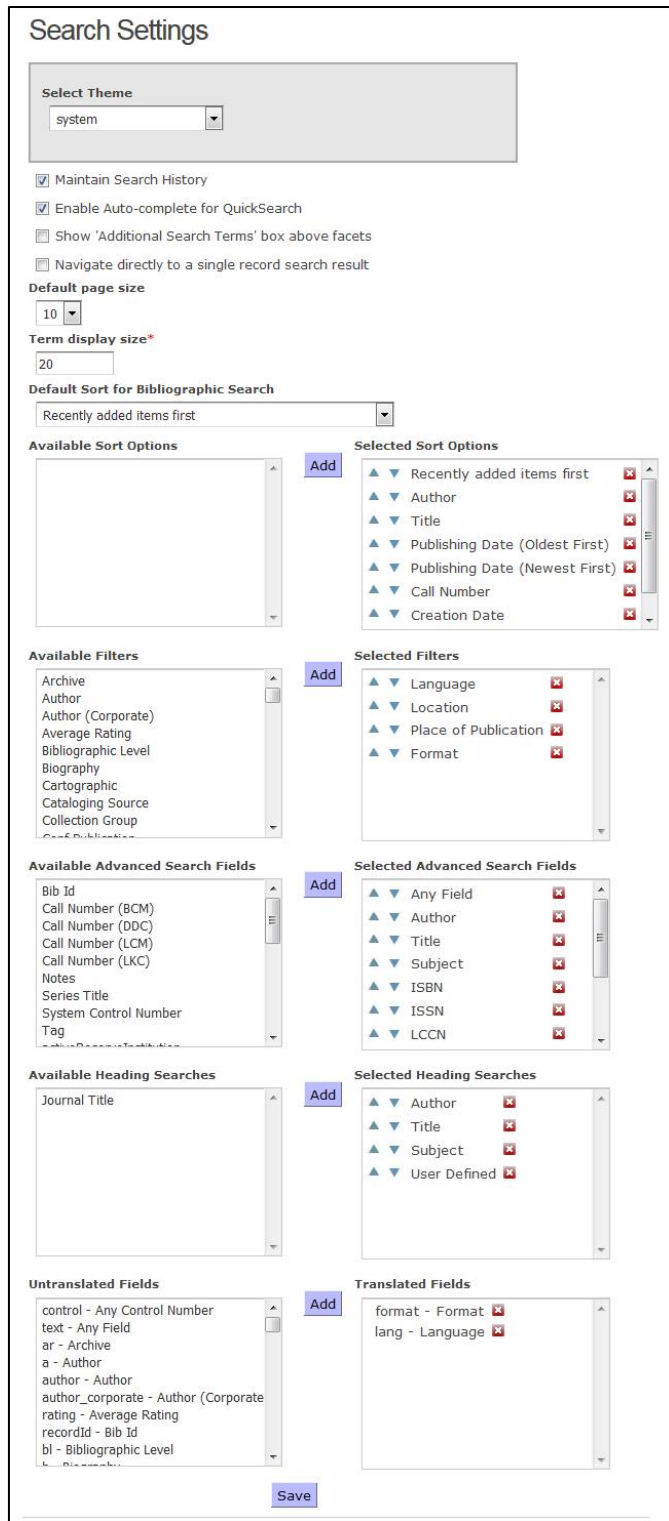 Search Settings
Select Theme
system
Maintain Search History
Enable Auto-complete for QuickSearch
Show 'Additional Search Terms' box above facets
Navigate directly to a single record search result
Default page size
10
Term display size*
20
Default Sort for Bibliographic Search
Recently added items first
Available Sort Options
Add
Selected Sort Options
Recently added items first
Author
Title
Publishing Date (Oldest First)
Publishing Date (Newest First)
Call Number
Creation Date
Available Filters
Archive
Author
Author (Corporate)
Average Rating
Bibliographic Level
Biography
Cartographic
Cataloging Source
Collection Group
Conf Publication
Add
Selected Filters
Language
Location
Place of Publication
Format
Available Advanced Search Fields
Bib Id
Call Number (BCM)
Call Number (DDC)
Call Number (LCM)
Call Number (LKC)
Notes
Series Title
System Control Number
Tag
activeReserveInstitution
Add
Selected Advanced Search Fields
Any Field
Author
Title
Subject
ISBN
ISSN
LCCN
Available Heading Searches
Journal Title
Add
Selected Heading Searches
Author
Title
Subject
User Defined
Untranslated Fields
control - Any Control Number
text - Any Field
ar - Archive
a - Author
author - Author
author_corporate - Author (Corporate
rating - Average Rating
recordId - Bib Id
bl - Bibliographic Level
b - Biography
Add
Translated Fields
format - Format
lang - Language
Save